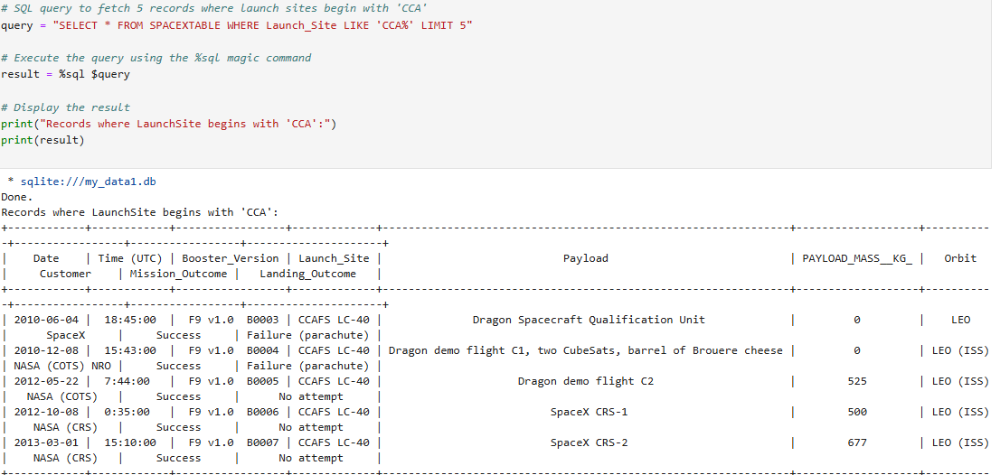 # SQL query to fetch 5 records where launch sites begin with 'CCA'
query = "SELECT * FROM SPACEXTABLE WHERE Launch_Site LIKE 'CCA%' LIMIT 5"
# Execute the query using the %sql magic command
result = %sql $query
# Display the result
print("Records where LaunchSite begins with 'CCA':")
print(result)
* sqlite:///my_data1.db
Done.
Records where LaunchSite begins with 'CCA':
+------------+------------+-----------------+-------------+--------------------------------------------------------------+-------------------+----------
-+-----------------+-----------------+----------------------+
| Date | Time (UTC) | Booster_Version | Launch_Site | Payload | PAYLOAD_MASS__KG_ | Orbit
| Customer | Mission_Outcome | Landing_Outcome |
+------------+------------+-----------------+-------------+--------------------------------------------------------------+-------------------+----------
-+-----------------+-----------------+----------------------+
| 2010-06-04 | 18:45:00 | F9 v1.0 B0003 | CCAFS LC-40 | Dragon Spacecraft Qualification Unit | 0 | LEO
| SpaceX | Success | Failure (parachute) |
| 2010-12-08 | 15:43:00 | F9 v1.0 B0004 | CCAFS LC-40 | Dragon demo flight C1, two CubeSats, barrel of Brouere cheese | 0 | LEO (ISS)
| NASA (COTS) NRO | Success | Failure (parachute) |
| 2012-05-22 | 7:44:00 | F9 v1.0 B0005 | CCAFS LC-40 | Dragon demo flight C2 | 525 | LEO (ISS)
| NASA (COTS) | Success | No attempt |
| 2012-10-08 | 0:35:00 | F9 v1.0 B0006 | CCAFS LC-40 | SpaceX CRS-1 | 500 | LEO (ISS)
| NASA (CRS) | Success | No attempt |
| 2013-03-01 | 15:10:00 | F9 v1.0 B0007 | CCAFS LC-40 | SpaceX CRS-2 | 677 | LEO (ISS)
| NASA (CRS) | Success | No attempt |
+------------+------------+-----------------+-------------+--------------------------------------------------------------+-------------------+----------